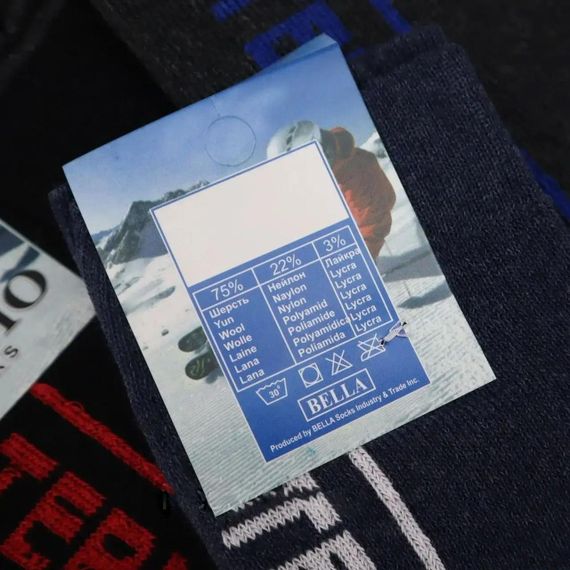 75% 22% 3%
Шерсть Нейлон Лайкра
Yun Naylon Lycra
Wool Nylon Lycra
Wolle Polyamid Lycra
Laine Poliamide Lycra
Lana Polyamidica Lycra
Lana Poliamida Lycra
30°
BELLA
Produced by BELLA Socks Industry & Trade Inc.